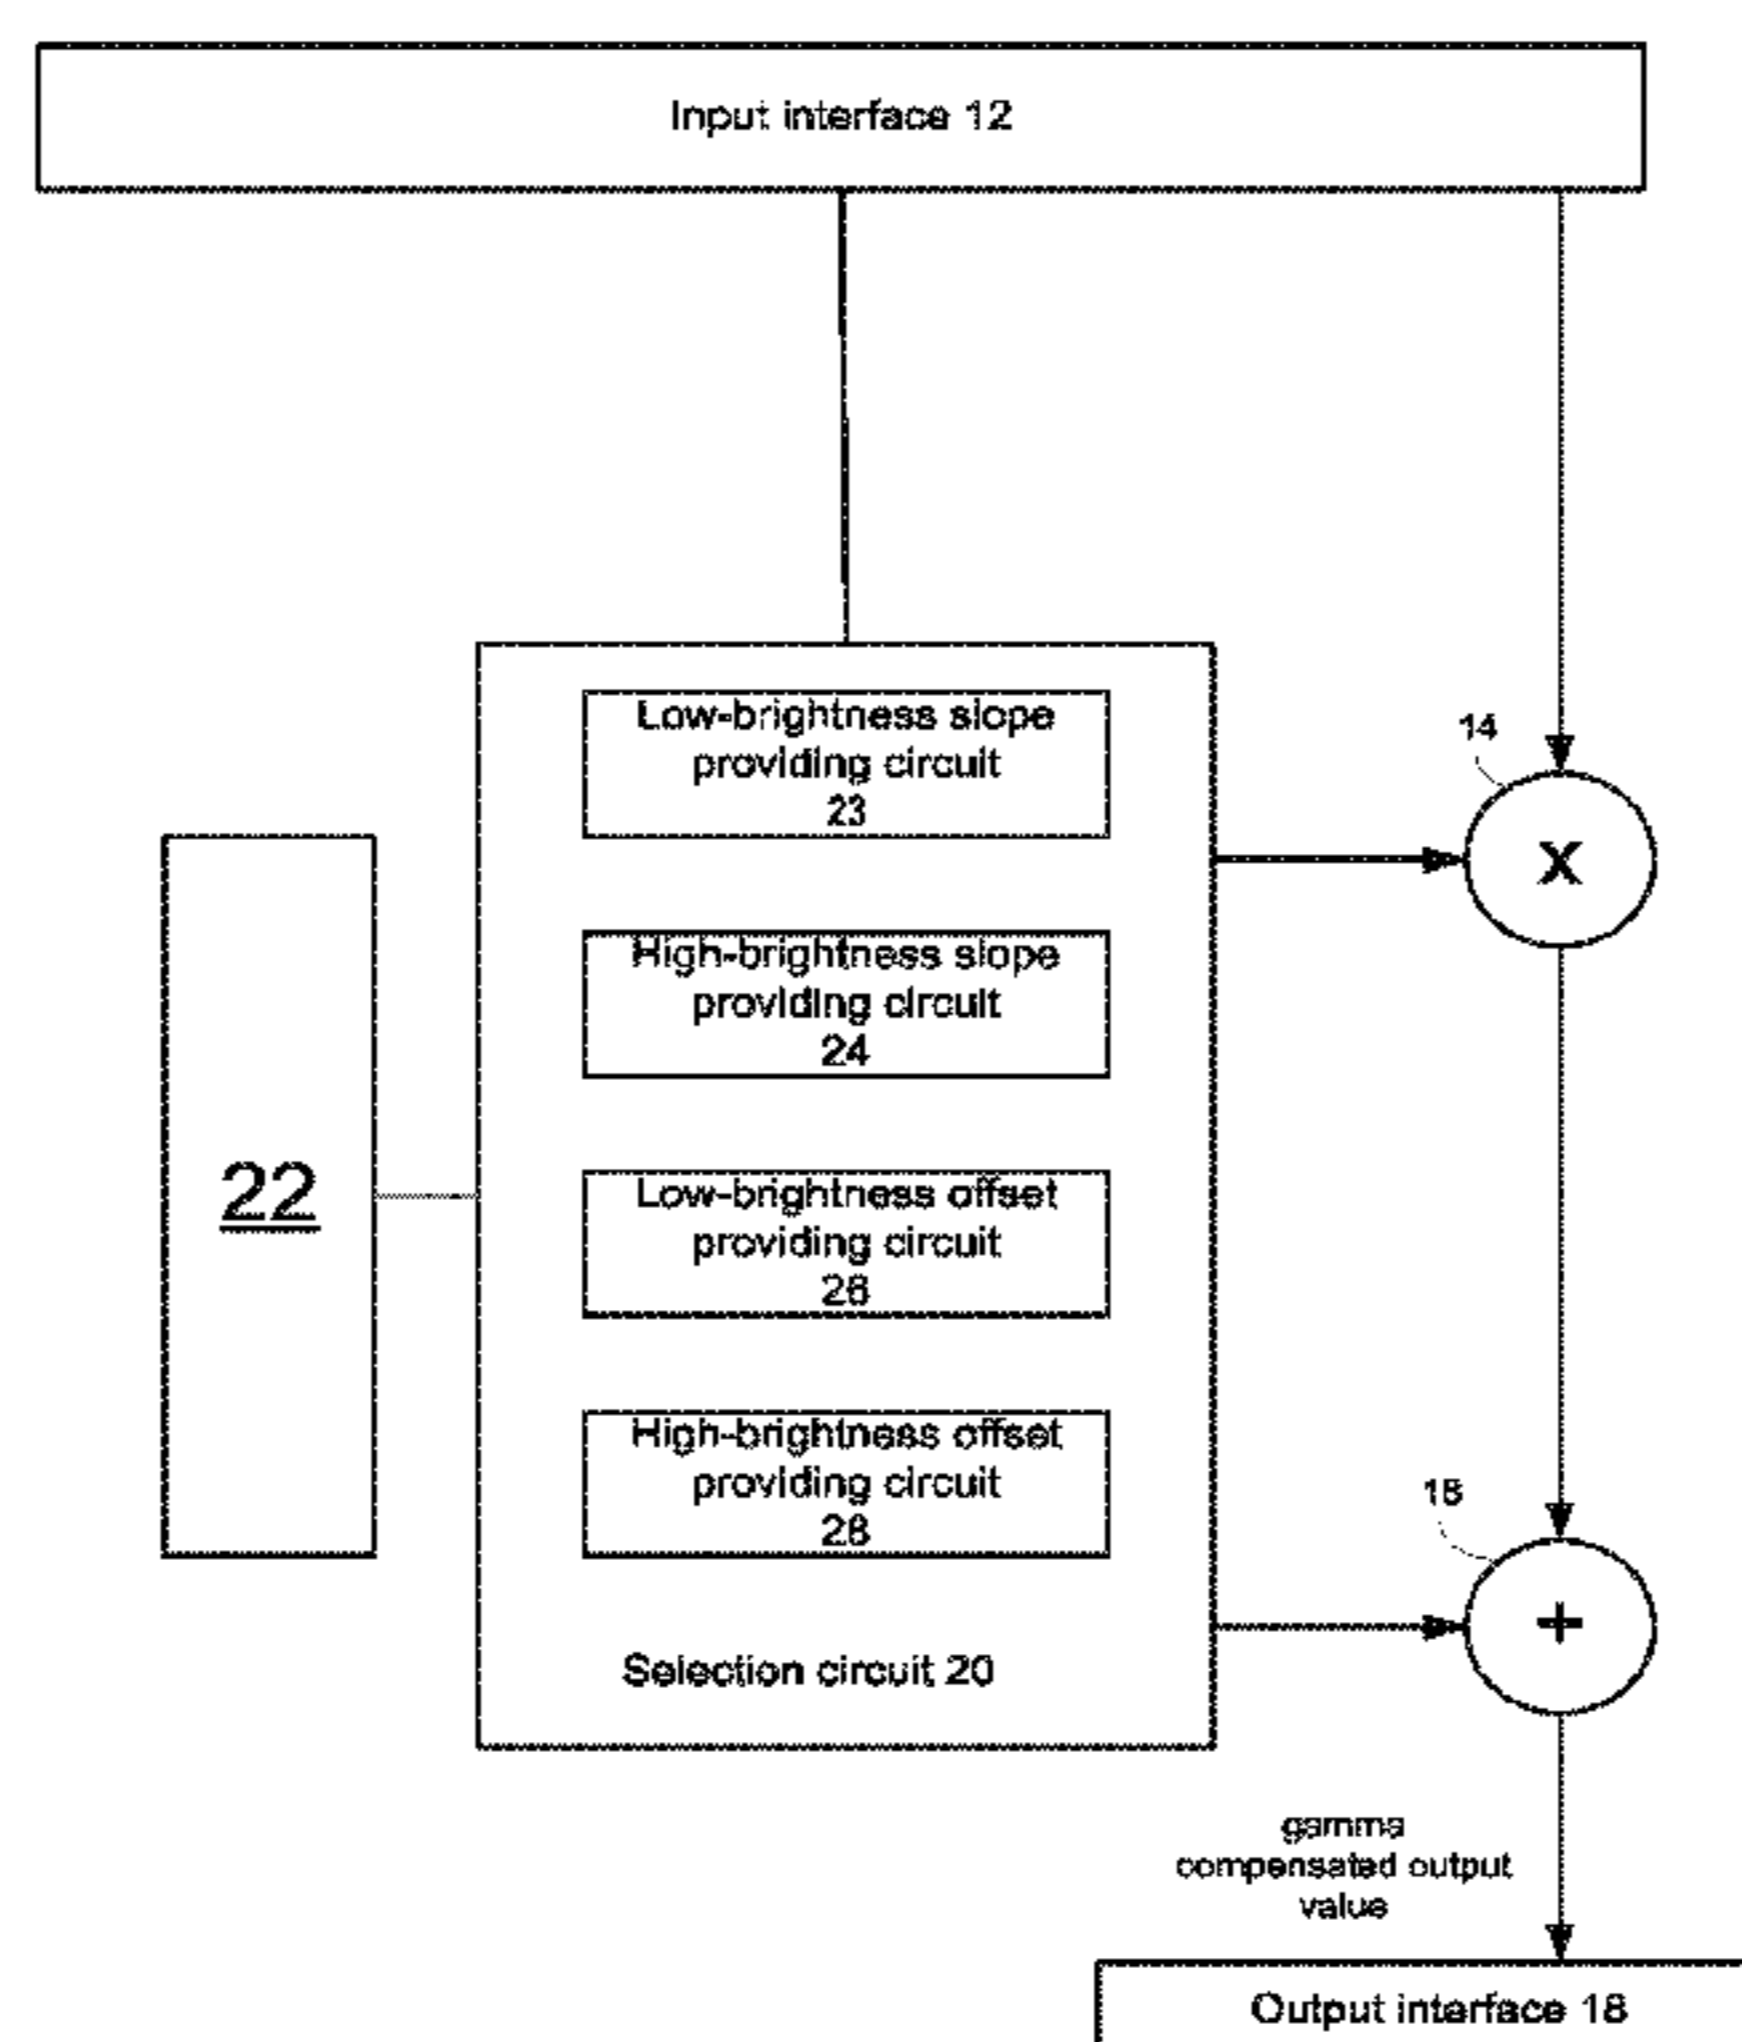 Input interface 12
Low-brightness slope
providing circuit
23
14
X
High-brightness slope
providing circuit
24
22
Low-brightness offset
providing circuit
26
High-brightness offset
providing circuit
28
+
Selection circuit 20
gamma
compensated output
value
Output interface 18